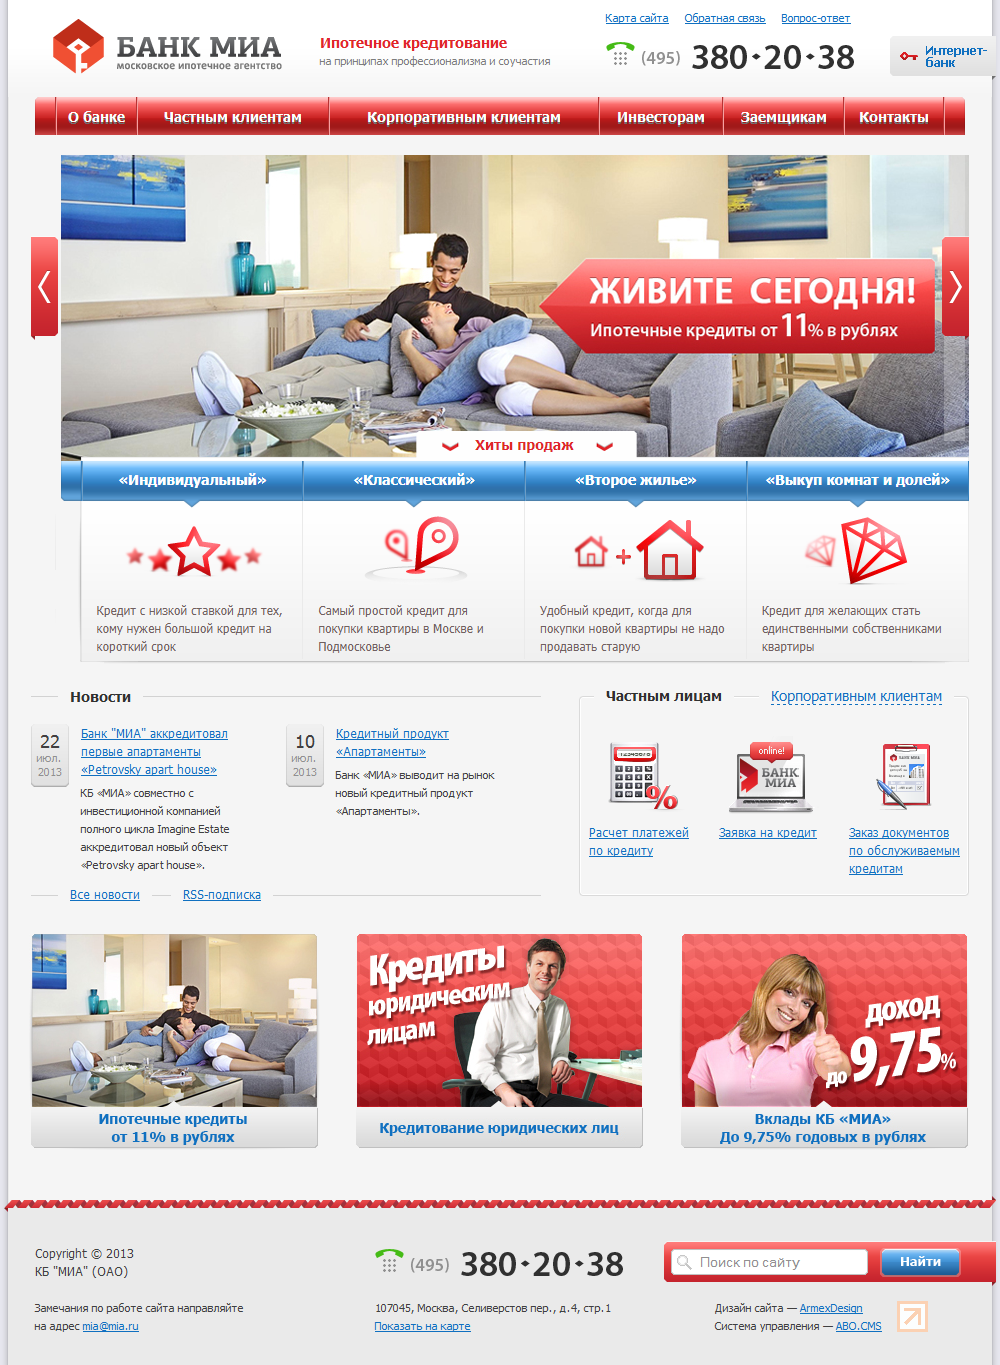 Карта сайта Обратная связь Вопрос-ответ
БАНК МИА
московское ипотечное агентство
Ипотечное кредитование
на принципах профессионализма и соучастия
(495) 380·20·38
Интернет-
банк
О банке Частным клиентам Корпоративным клиентам Инвесторам Заемщикам Контакты
ЖИВИТЕ СЕГОДНЯ!
Ипотечные кредиты от 11% в рублях
Хиты продаж
«Индивидуальный» «Классический» «Второе жилье» «Выкуп комнат и долей»
Кредит с низкой ставкой для тех,
кому нужен большой кредит на
короткий срок
Самый простой кредит для
покупки квартиры в Москве и
Подмосковье
Удобный кредит, когда для
покупки новой квартиры не надо
продавать старую
Кредит для желающих стать
единственными собственниками
квартиры
Новости
22
июл.
2013
Банк "МИА" аккредитовал
первые апартаменты
«Petrovsky apart house»
КБ «МИА» совместно с
инвестиционной компанией
полного цикла Imagine Estate
аккредитовал новый объект
«Petrovsky apart house».
10
июл.
2013
Кредитный продукт
«Апартаменты»
Банк «МИА» выводит на рынок
новый кредитный продукт
«Апартаменты».
Все новости RSS-подписка
Частным лицам Корпоративным клиентам
12345678
%
Расчет платежей
по кредиту
online!
БАНК
МИА
Заявка на кредит
БАНК МИА
Заказ документов
по обслуживаемым
кредитам
Ипотечные кредиты
от 11% в рублях
Кредиты
юридическим
лицам
Кредитование юридических лиц
доход
до 9,75%
Вклады КБ «МИА»
До 9,75% годовых в рублях
Copyright © 2013
КБ "МИА" (ОАО)
(495) 380·20·38
Поиск по сайту
Найти
Замечания по работе сайта направляйте
на адрес mia@mia.ru
107045, Москва, Селиверстов пер., д.4, стр.1
Показать на карте
Дизайн сайта — ArmexDesign
Система управления — ABO.CMS